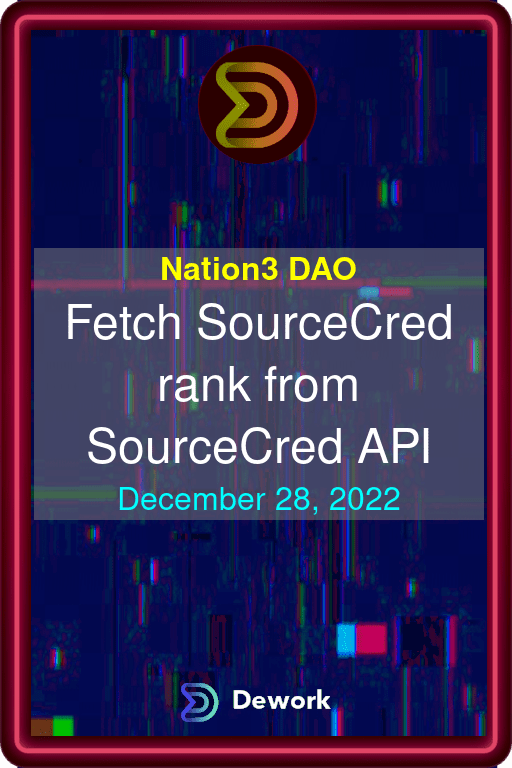 Nation3 DAO
Fetch SourceCred
rank from
SourceCred API
December 28, 2022
Dework